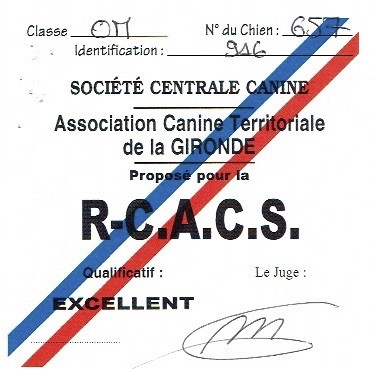 Classe OM N° du Chien : 657
Identification : 916
SOCIÉTÉ CENTRALE CANINE
Association Canine Territoriale
de la GIRONDE
Proposé pour la
R-C.A.C.S.
Qualificatif : Le Juge :
EXCELLENT